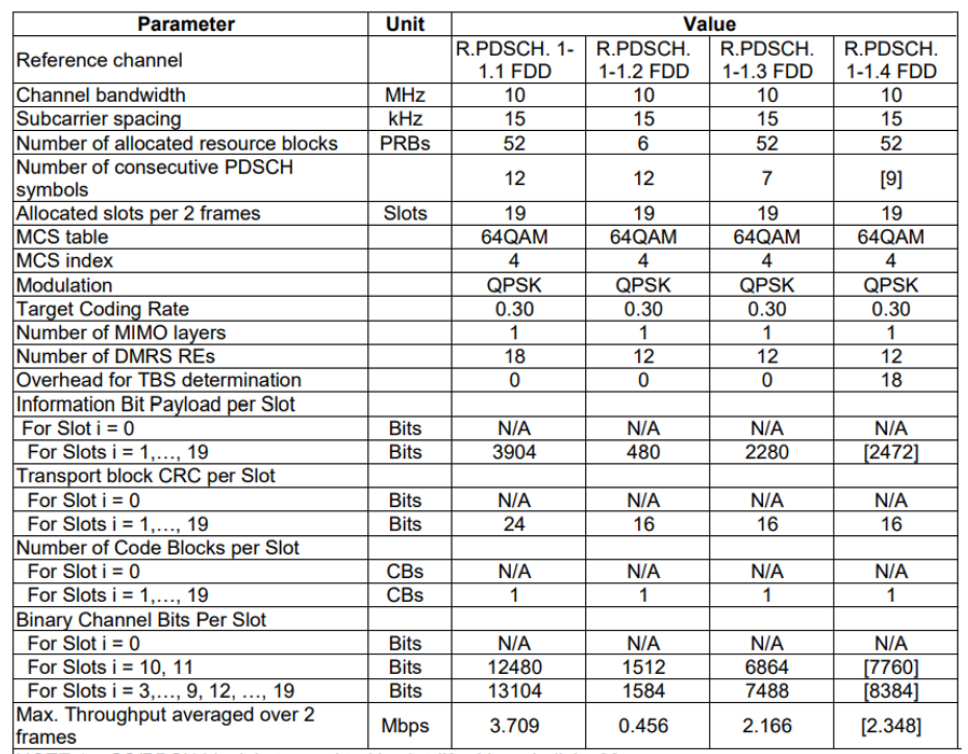 Parameter Unit Value
Reference channel R.PDSCH. 1-1.1 FDD R.PDSCH. 1-1.2 FDD R.PDSCH. 1-1.3 FDD R.PDSCH. 1-1.4 FDD
Channel bandwidth MHz 10 10 10 10
Subcarrier spacing kHz 15 15 15 15
Number of allocated resource blocks PRBs 52 6 52 52
Number of consecutive PDSCH symbols 12 12 7 [9]
Allocated slots per 2 frames Slots 19 19 19 19
MCS table 64QAM 64QAM 64QAM 64QAM
MCS index 4 4 4 4
Modulation QPSK QPSK QPSK QPSK
Target Coding Rate 0.30 0.30 0.30 0.30
Number of MIMO layers 1 1 1 1
Number of DMRS REs 18 12 12 12
Overhead for TBS determination 0 0 0 18
Information Bit Payload per Slot
For Slot i = 0 Bits N/A N/A N/A N/A
For Slots i = 1,…, 19 Bits 3904 480 2280 [2472]
Transport block CRC per Slot
For Slot i = 0 Bits N/A N/A N/A N/A
For Slots i = 1,…, 19 Bits 24 16 16 16
Number of Code Blocks per Slot
For Slot i = 0 CBs N/A N/A N/A N/A
For Slots i = 1,…, 19 CBs 1 1 1 1
Binary Channel Bits Per Slot
For Slot i = 0 Bits N/A N/A N/A N/A
For Slots i = 10, 11 Bits 12480 1512 6864 [7760]
For Slots i = 3,…, 9, 12, …, 19 Bits 13104 1584 7488 [8384]
Max. Throughput averaged over 2 frames Mbps 3.709 0.456 2.166 [2.348]